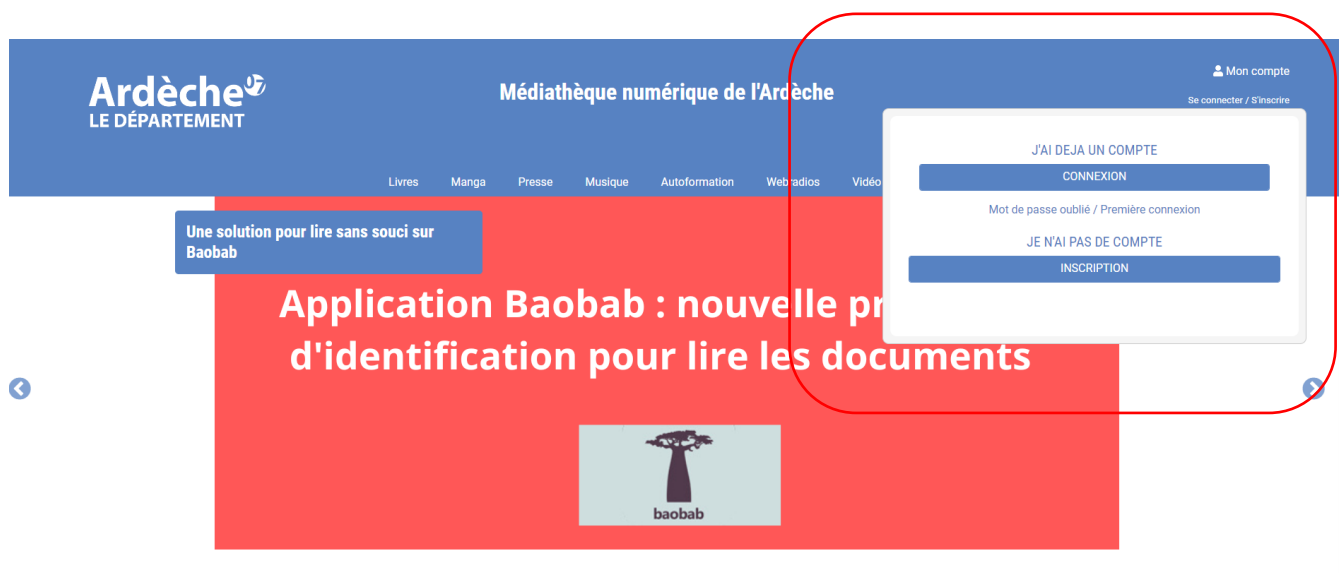 Ardèche 07
LE DÉPARTEMENT
Médiathèque numérique de l'Ardèche
Mon compte
Se connecter / S'inscrire
Livres Manga Presse Musique Autoformation Webradios Vidéo
J'AI DEJA UN COMPTE
CONNEXION
Mot de passe oublié / Première connexion
JE N'AI PAS DE COMPTE
INSCRIPTION
Une solution pour lire sans souci sur
Baobab
Application Baobab : nouvelle
d'identification pour lire les documents
baobab